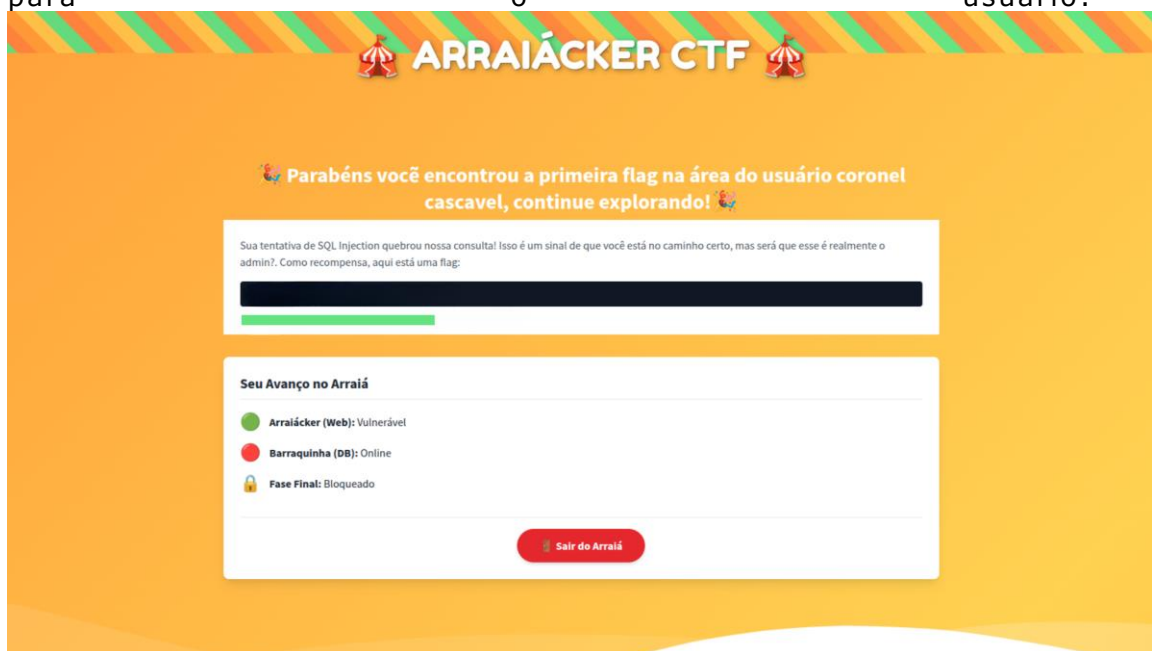 para o usuário.
ARRAIÁCKER CTF
Parabéns você encontrou a primeira flag na área do usuário coronel
cascavel, continue explorando!
Sua tentativa de SQL Injection quebrou nossa consulta! Isso é um sinal de que você está no caminho certo, mas será que esse é realmente o
admin?. Como recompensa, aqui está uma flag:
Seu Avanço no Arraiá
Arraiácker (Web): Vulnerável
Barraquinha (DB): Online
Fase Final: Bloqueado
Sair do Arraiá